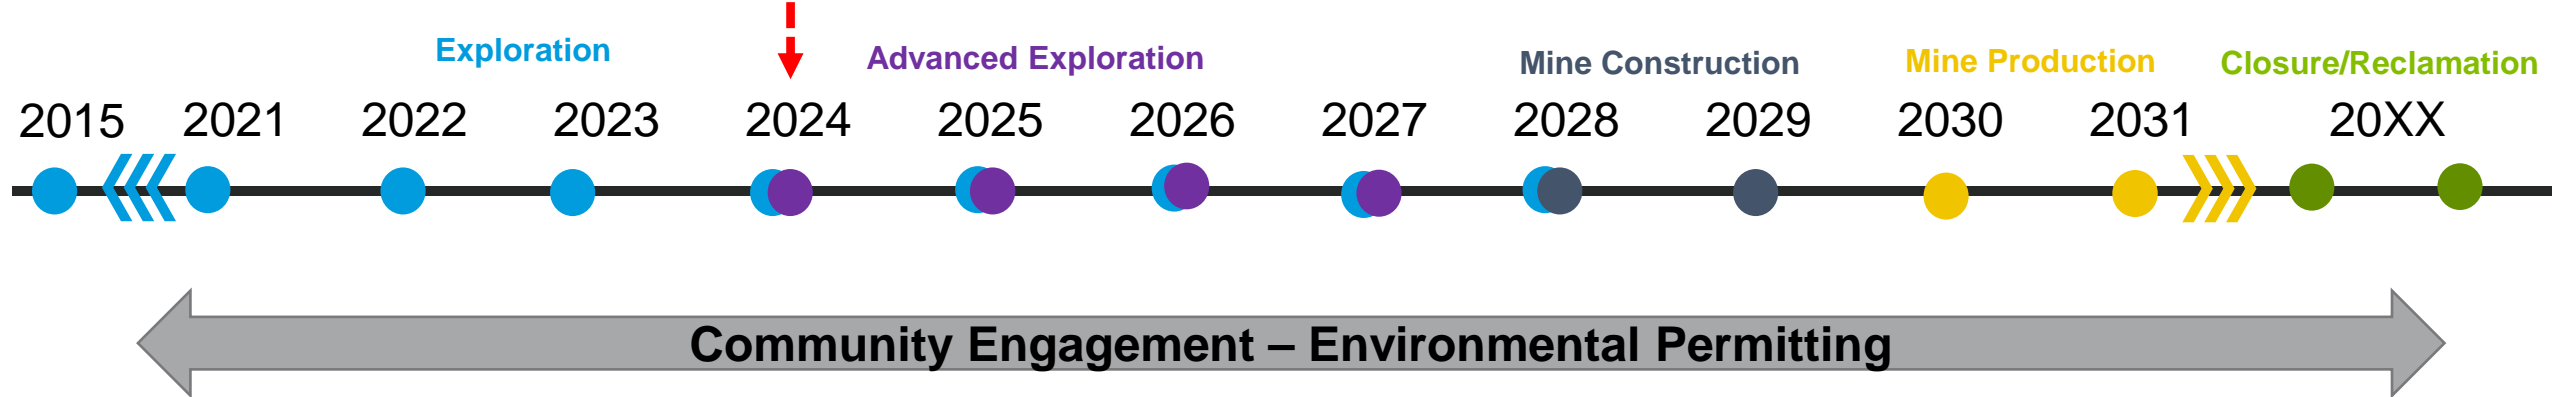 Exploration
Advanced Exploration
Mine Construction
Mine Production
Closure/Reclamation
2015 2021 2022 2023 2024 2025 2026 2027 2028 2029 2030 2031 20XX
Community Engagement – Environmental Permitting